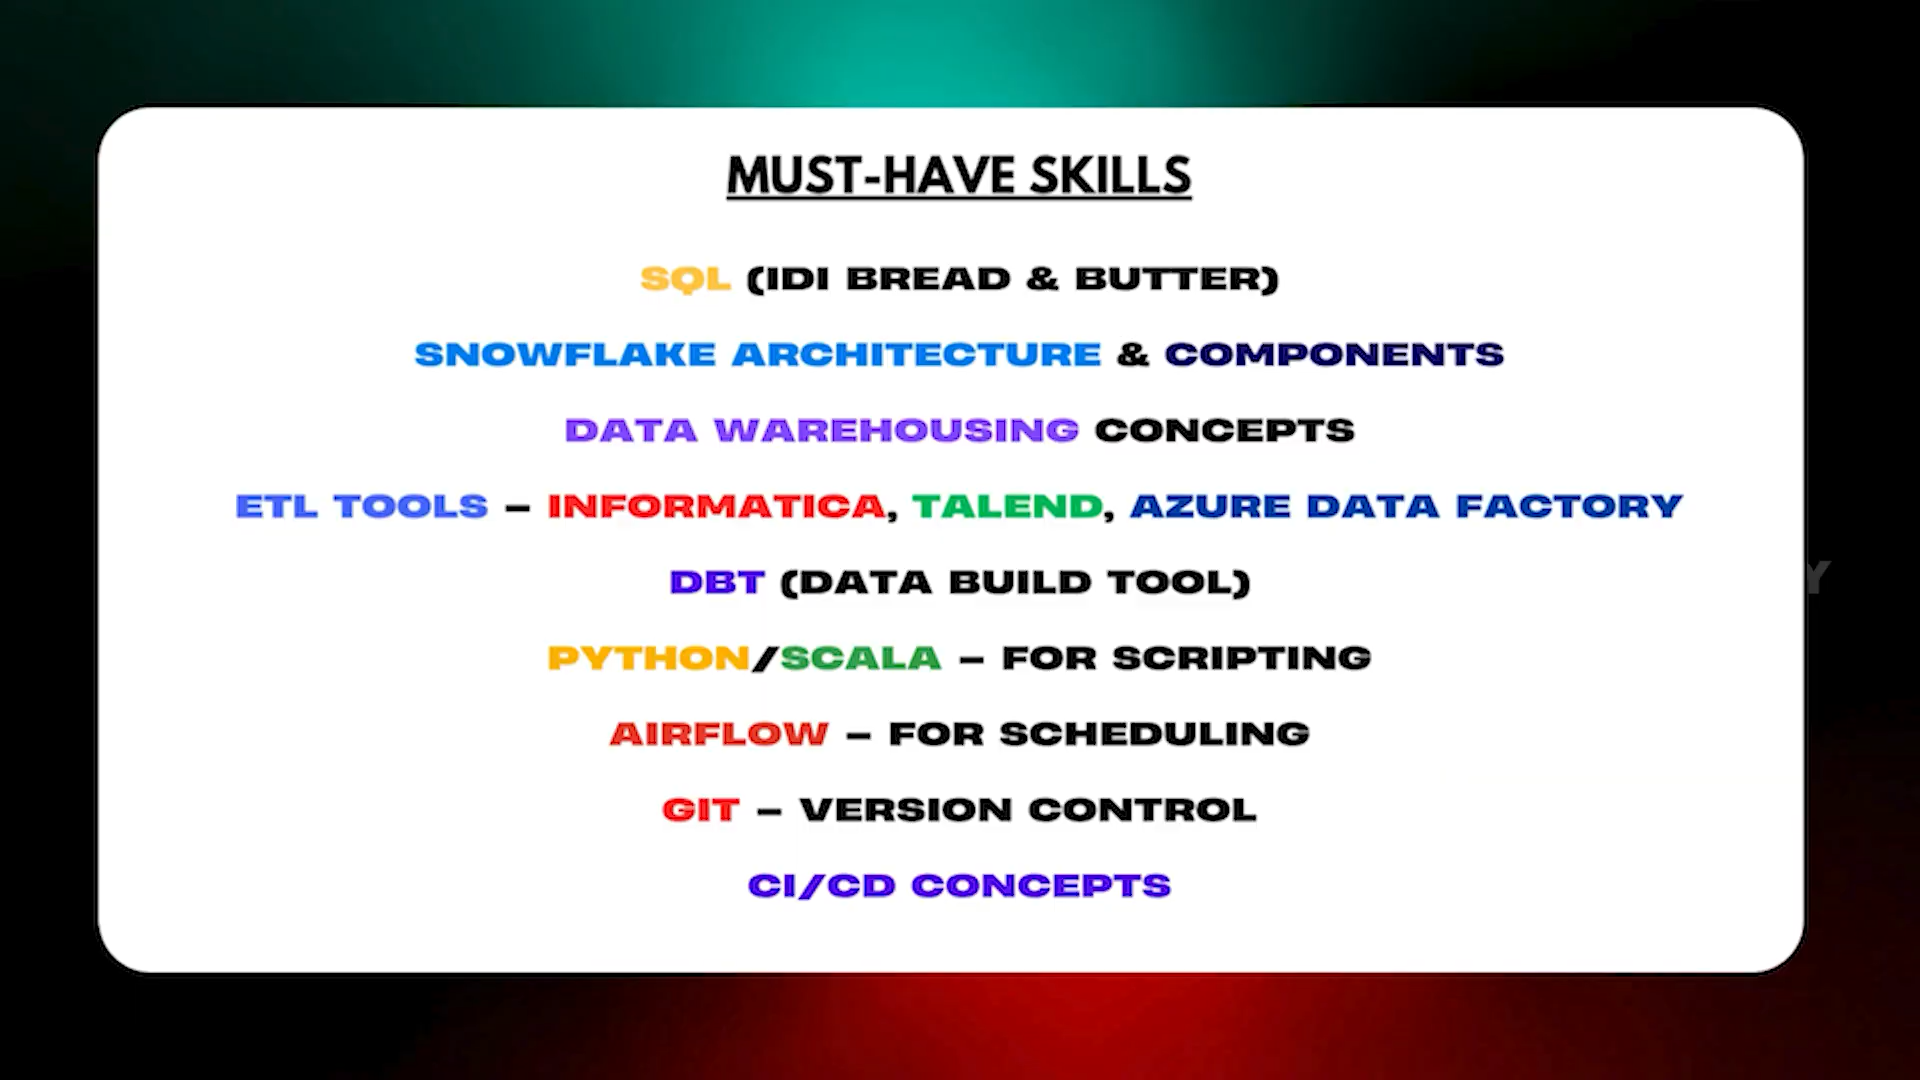 MUST-HAVE SKILLS
SQL (IDI BREAD & BUTTER)
SNOWFLAKE ARCHITECTURE & COMPONENTS
DATA WAREHOUSING CONCEPTS
ETL TOOLS – INFORMATICA, TALEND, AZURE DATA FACTORY
DBT (DATA BUILD TOOL)
PYTHON/SCALA – FOR SCRIPTING
AIRFLOW – FOR SCHEDULING
GIT – VERSION CONTROL
CI/CD CONCEPTS